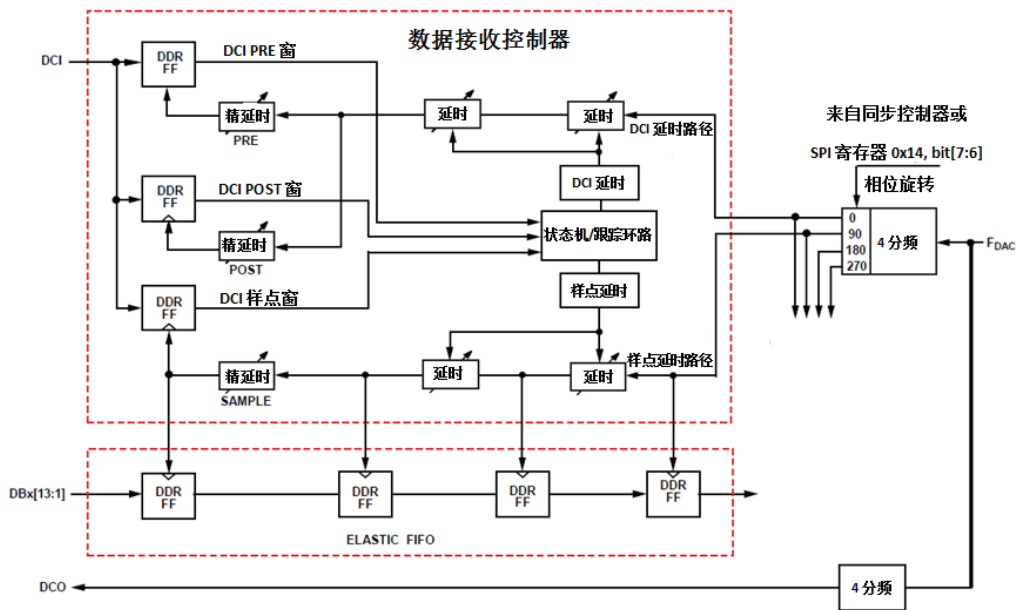 数据接收控制器
DCI
DDR
FF
DCI PRE 窗
精延时
PRE
延时
延时
DCI 延时路径
DCI 延时
来自同步控制器或
SPI 寄存器 0x14, bit[7:6]
相位旋转
0
90
180
270
4 分频
FDAC
DDR
FF
DCI POST 窗
精延时
POST
状态机/跟踪环路
DDR
FF
DCI 样点窗
样点延时
精延时
SAMPLE
延时
延时
样点延时路径
DBx[13:1]
DDR
FF
DDR
FF
DDR
FF
DDR
FF
ELASTIC FIFO
DCO
4 分频